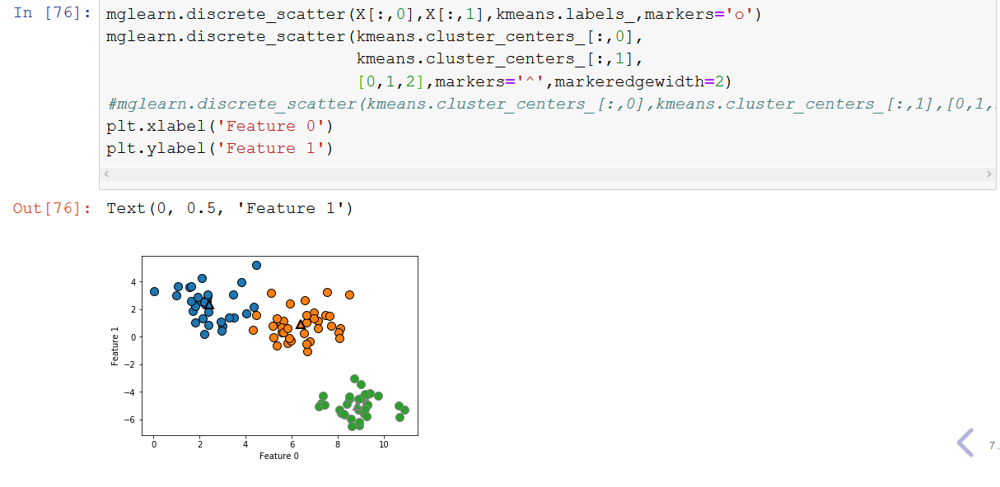 In [76]:
mglearn.discrete_scatter(X[:,0],X[:,1],kmeans.labels_,markers='o')
mglearn.discrete_scatter(kmeans.cluster_centers_[:,0],
kmeans.cluster_centers_[:,1],
[0,1,2],markers='^',markeredgewidth=2)
#mglearn.discrete_scatter(kmeans.cluster_centers_[:,0],kmeans.cluster_centers_[:,1],[0,1,
plt.xlabel('Feature 0')
plt.ylabel('Feature 1')
Out[76]:
Text(0, 0.5, 'Feature 1')
4
2
0
−2
−4
−6
Feature 1
0 2 4 6 8 10
Feature 0
7.